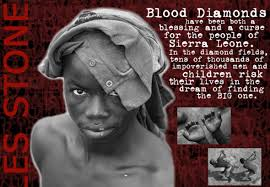 LES STONE
Blood Diamonds
have been both a
blessing and a curse
for the people of
Sierra Leone.
In the diamond fields,
tens of thousands of
impoverished men and
children risk
their lives in the
dream of finding
the BIG one.